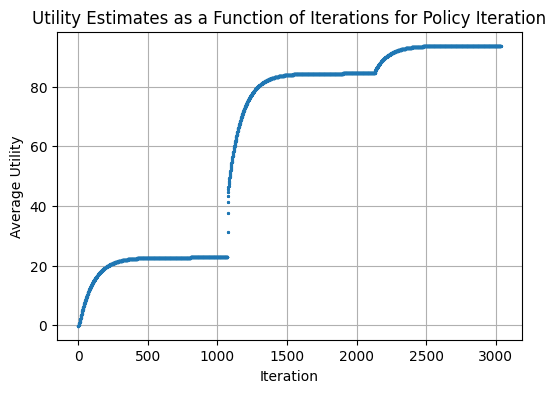 Utility Estimates as a Function of Iterations for Policy Iteration
Average Utility
80
60
40
20
0
0 500 1000 1500 2000 2500 3000
Iteration